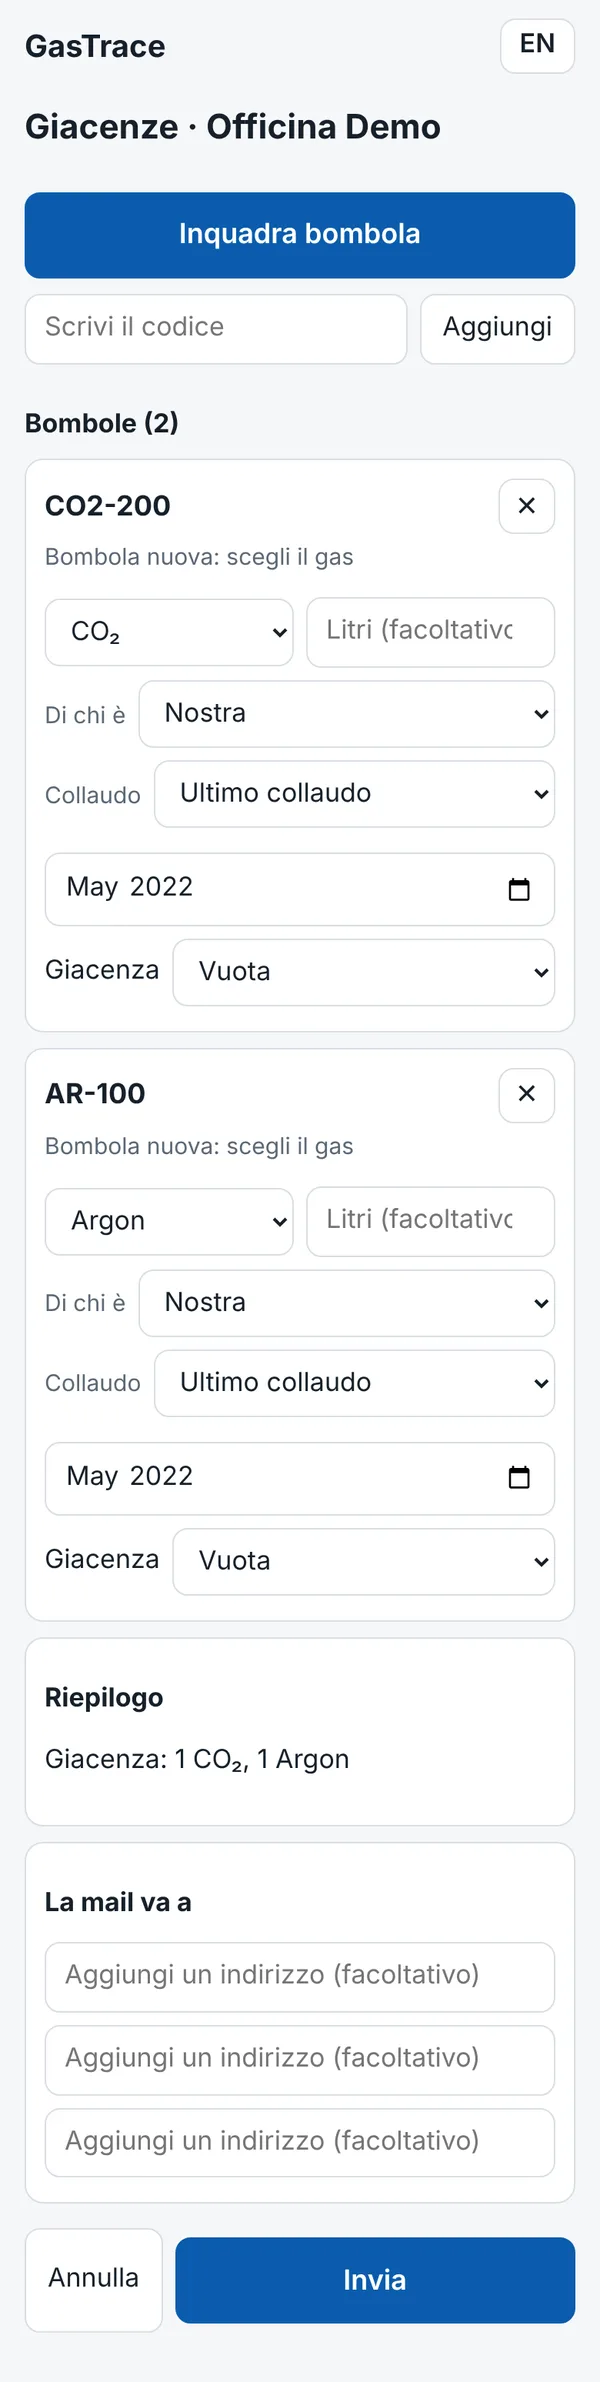 GasTrace
EN
Giacenze · Officina Demo
Inquadra bombola
Scrivi il codice
Aggiungi
Bombole (2)
CO2-200
✕
Bombola nuova: scegli il gas
CO₂
Litri (facoltativo
Di chi è
Nostra
Collaudo
Ultimo collaudo
May 2022
Giacenza
Vuota
AR-100
✕
Bombola nuova: scegli il gas
Argon
Litri (facoltativo
Di chi è
Nostra
Collaudo
Ultimo collaudo
May 2022
Giacenza
Vuota
Riepilogo
Giacenza: 1 CO₂, 1 Argon
La mail va a
Aggiungi un indirizzo (facoltativo)
Aggiungi un indirizzo (facoltativo)
Aggiungi un indirizzo (facoltativo)
Annulla
Invia